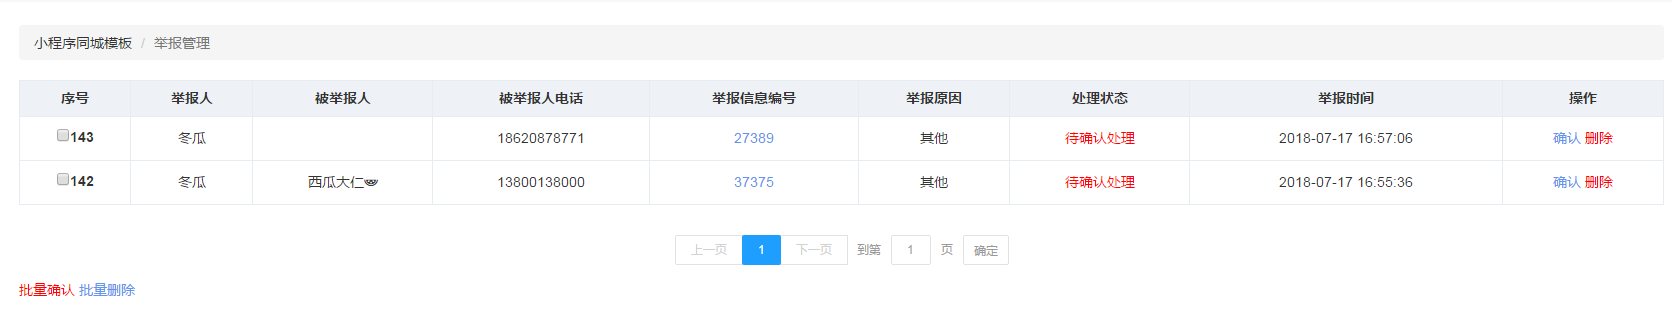 小程序同城模板 / 举报管理
序号 举报人 被举报人 被举报人电话 举报信息编号 举报原因 处理状态 举报时间 操作
143 冬瓜 18620878771 27389 其他 待确认处理 2018-07-17 16:57:06 确认 删除
142 冬瓜 西瓜大仁🍉 13800138000 37375 其他 待确认处理 2018-07-17 16:55:36 确认 删除
上一页 1 下一页 到第 1 页 确定
批量确认 批量删除